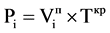 Pᵢ = Vᵢⁿ * Tᵏᵖ